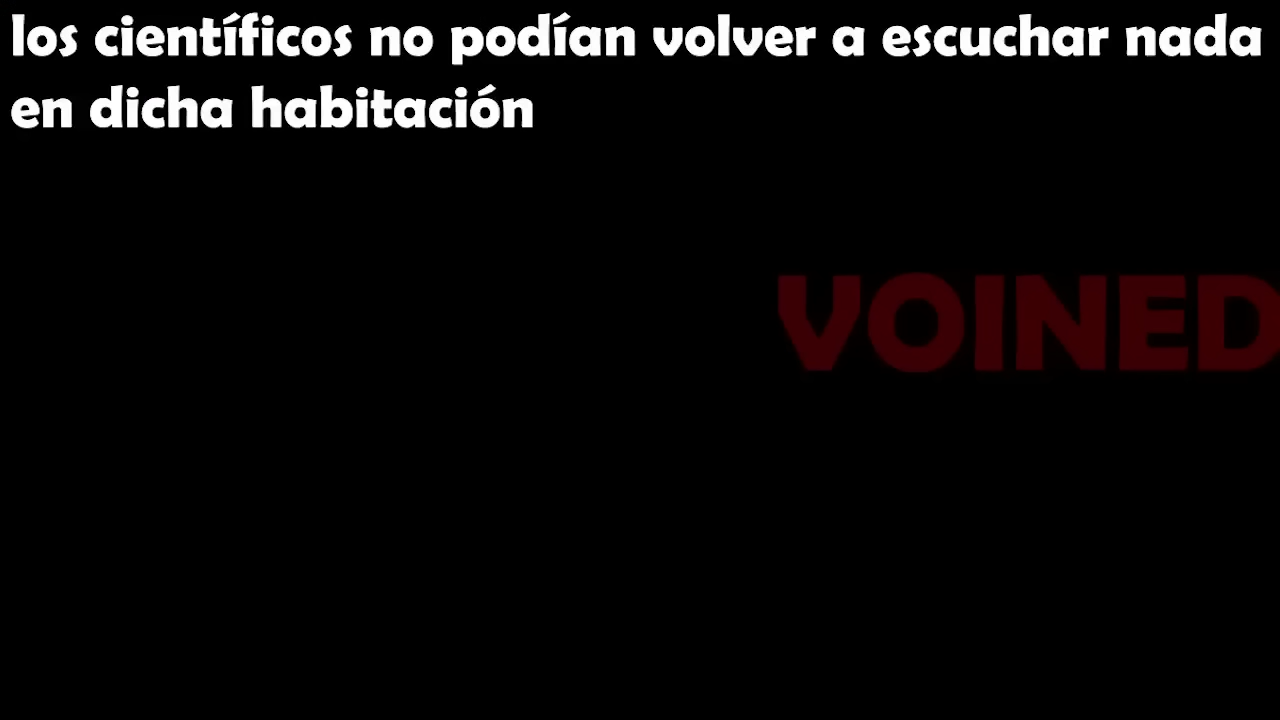 los científicos no podían volver a escuchar nada
en dicha habitación
VOINED